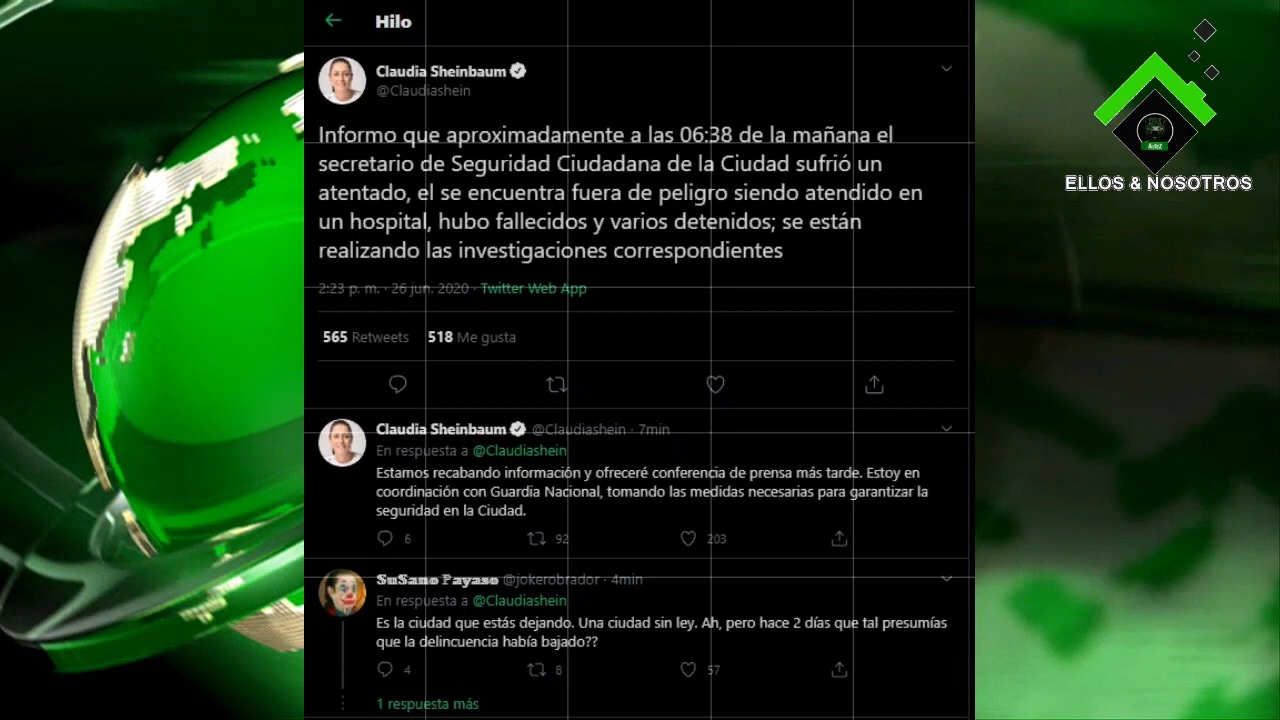 Hilo
Claudia Sheinbaum
@Claudiashein
Informo que aproximadamente a las 06:38 de la mañana el
secretario de Seguridad Ciudadana de la Ciudad sufrió un
atentado, el se encuentra fuera de peligro siendo atendido en
un hospital, hubo fallecidos y varios detenidos; se están
realizando las investigaciones correspondientes
2:23 p. m. · 26 jun. 2020 · Twitter Web App
565 Retweets 518 Me gusta
Claudia Sheinbaum @Claudiashein · 7min
En respuesta a @Claudiashein
Estamos recabando información y ofreceré conferencia de prensa más tarde. Estoy en
coordinación con Guardia Nacional, tomando las medidas necesarias para garantizar la
seguridad en la Ciudad.
6 92 203
SuSano Payaso @jokerobrador · 4min
En respuesta a @Claudiashein
Es la ciudad que estás dejando. Una ciudad sin ley. Ah, pero hace 2 días que tal presumías
que la delincuencia había bajado??
4 8 57
1 respuesta más
ELLOS & NOSOTROS